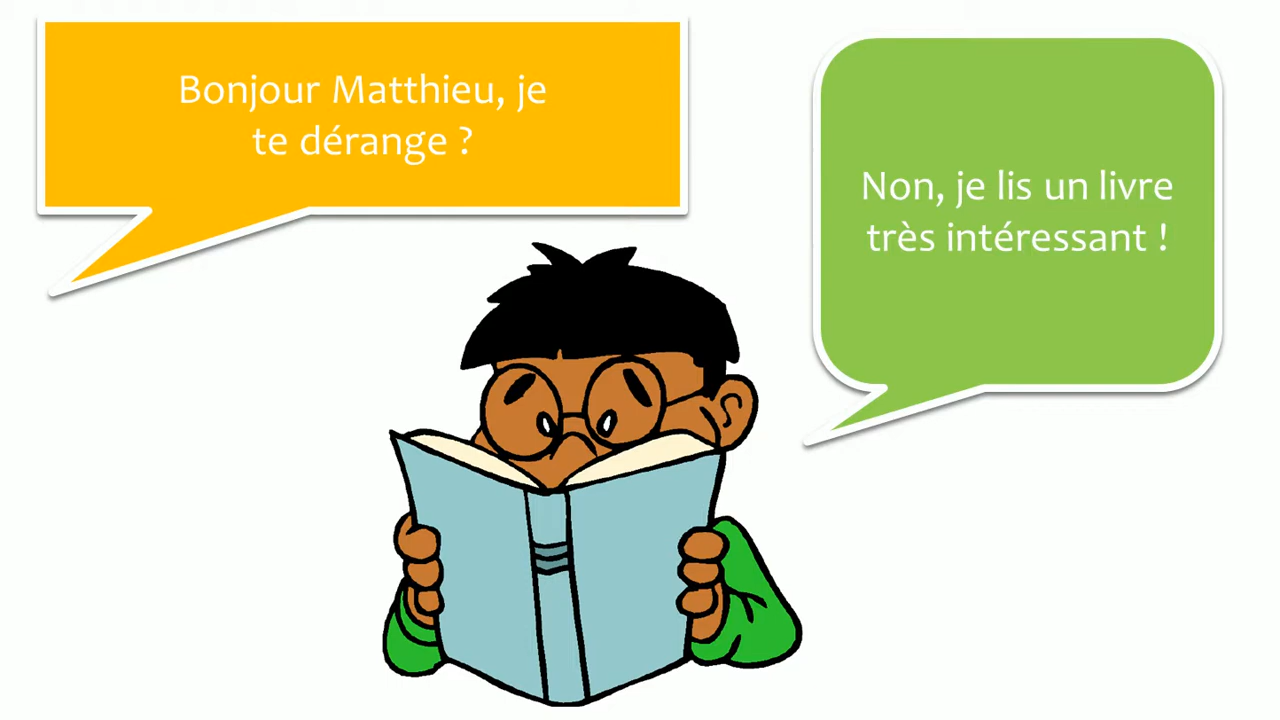 Bonjour Matthieu, je
te dérange ?
Non, je lis un livre
très intéressant !